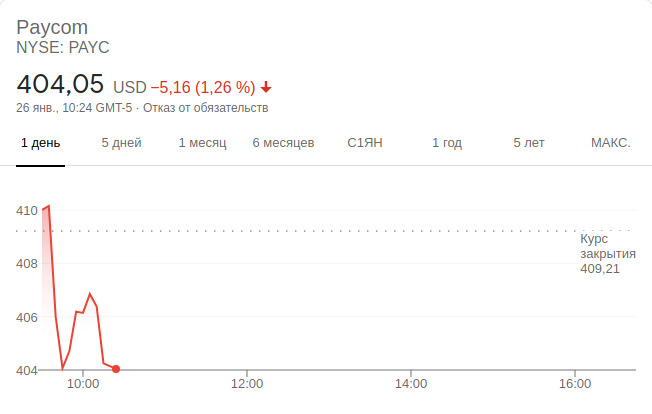 Paycom
NYSE: PAYC
404,05 USD −5,16 (1,26 %)
26 янв., 10:24 GMT-5 · Отказ от обязательств
1 день 5 дней 1 месяц 6 месяцев С1ЯН 1 год 5 лет МАКС.
410
Курс
закрытия
409,21
408
406
404
10:00 12:00 14:00 16:00